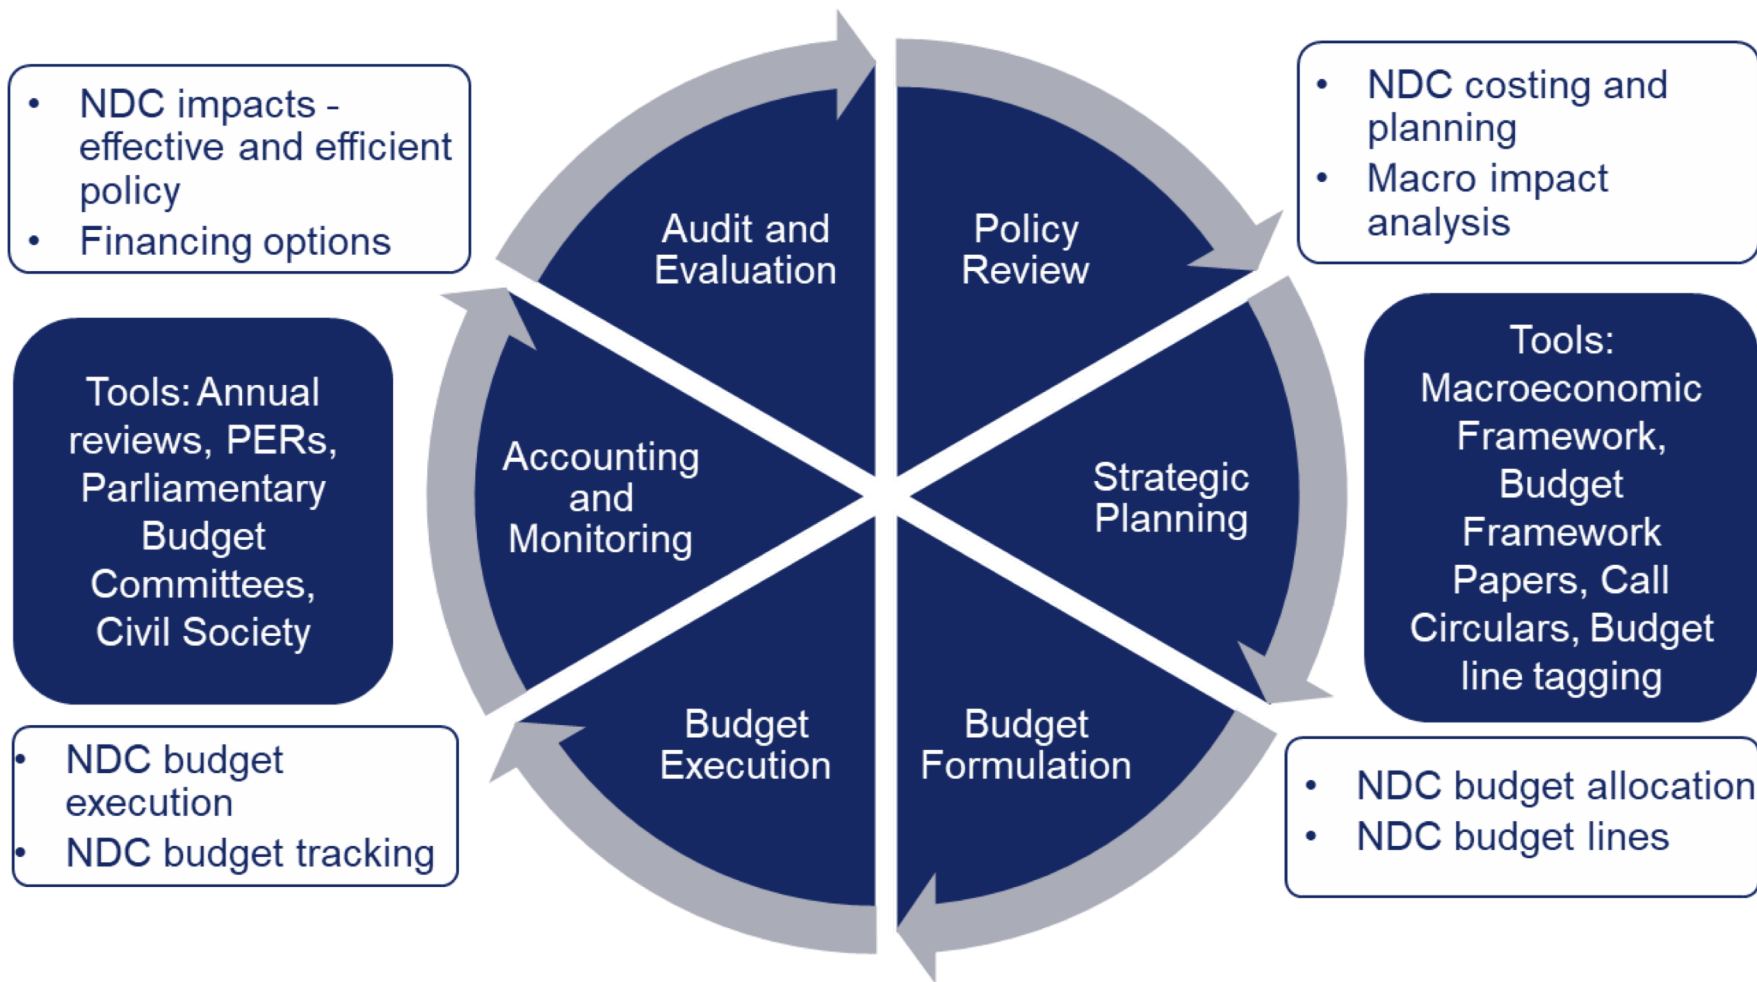 • NDC impacts -
effective and efficient
policy
• Financing options
Audit and
Evaluation
Policy
Review
• NDC costing and
planning
• Macro impact
analysis
Tools: Annual
reviews, PERs,
Parliamentary
Budget
Committees,
Civil Society
Accounting
and
Monitoring
Strategic
Planning
Tools:
Macroeconomic
Framework,
Budget
Framework
Papers, Call
Circulars, Budget
line tagging
• NDC budget
execution
• NDC budget tracking
Budget
Execution
Budget
Formulation
• NDC budget allocation
• NDC budget lines